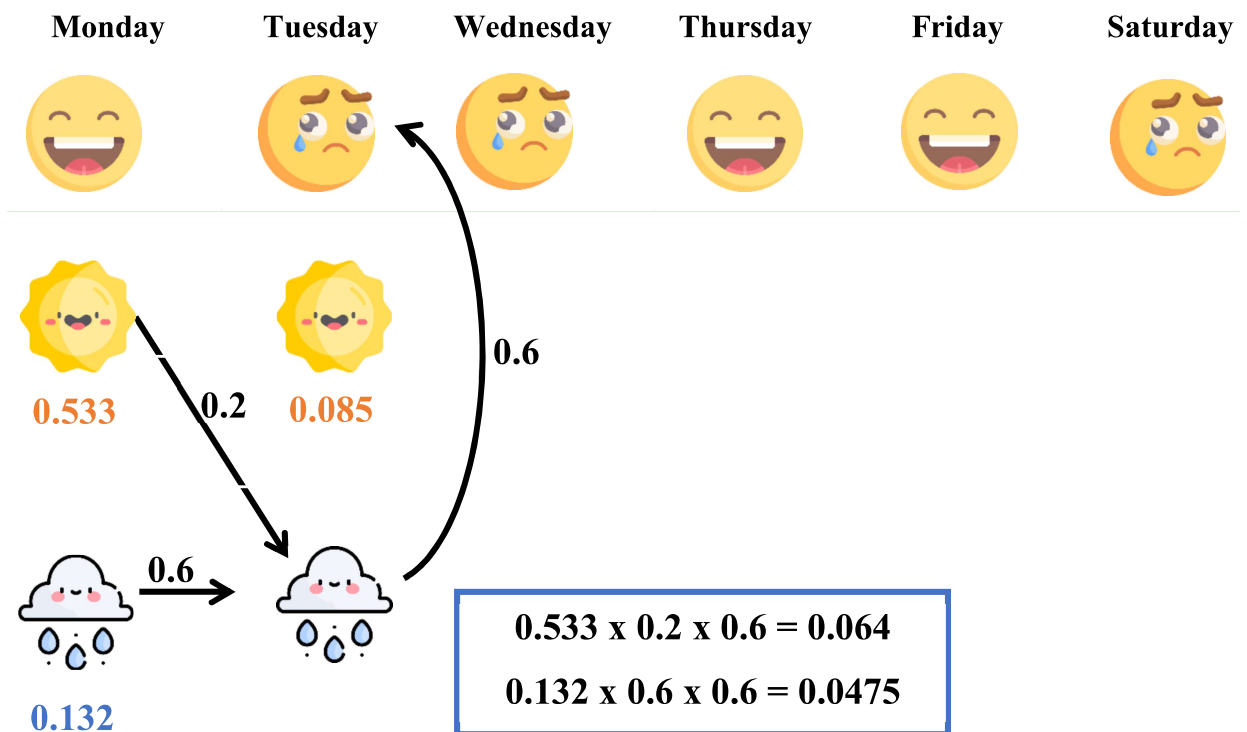 Monday Tuesday Wednesday Thursday Friday Saturday
0.6
0.533
0.2
0.085
0.6
0.533 x 0.2 x 0.6 = 0.064
0.132 x 0.6 x 0.6 = 0.0475
0.132